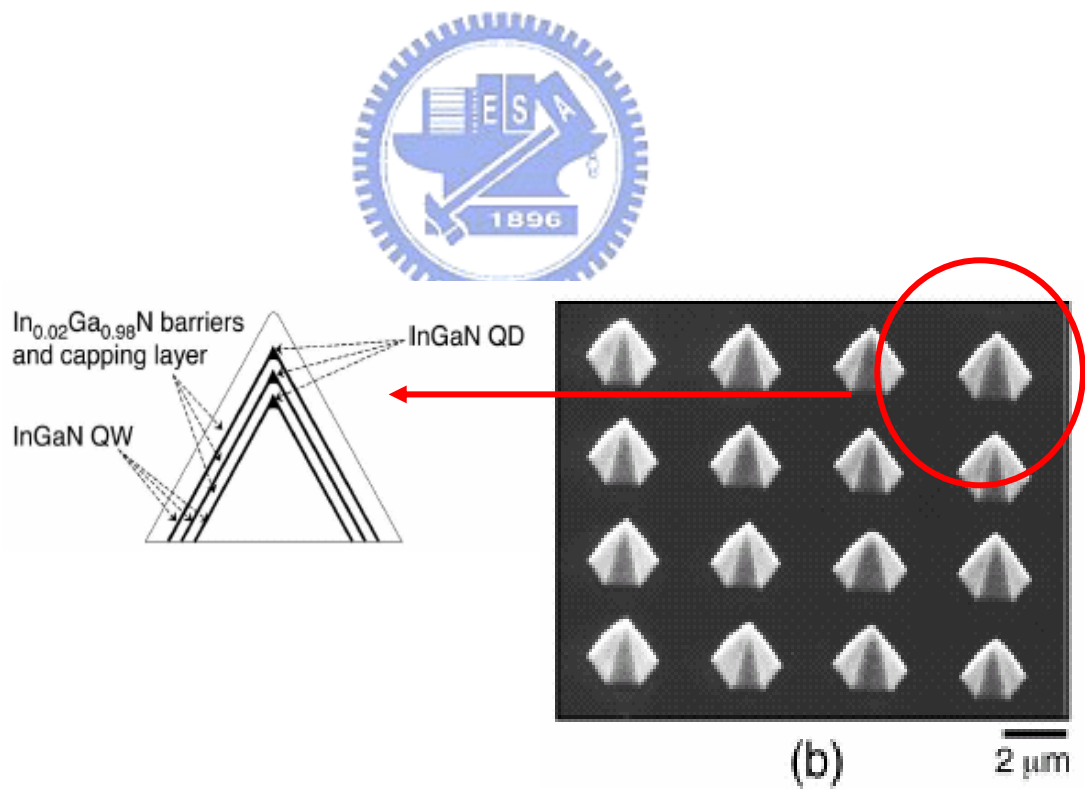 E S A
1896
In₀.₀₂Ga₀.₉₈N barriers
and capping layer
InGaN QD
InGaN QW
(b)
2 μm